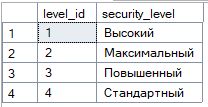 level_id security_level
1 1 Высокий
2 2 Максимальный
3 3 Повышенный
4 4 Стандартный